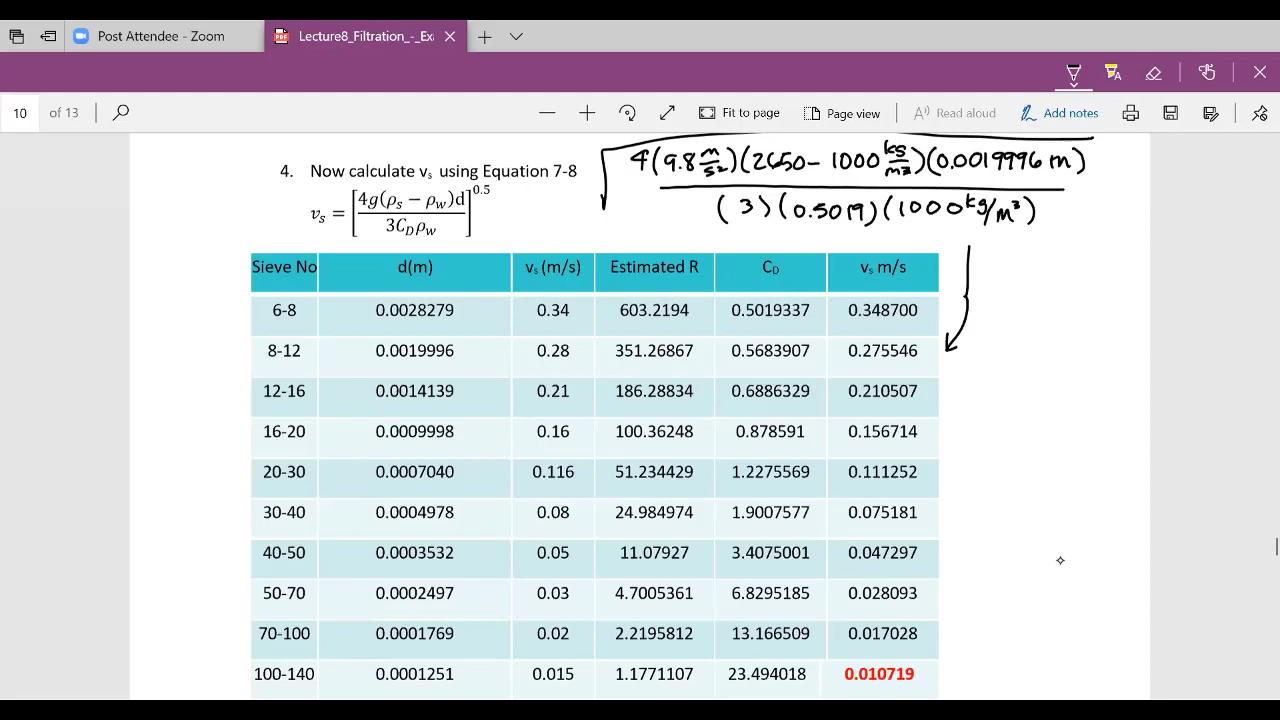 Post Attendee - Zoom
Lecture8_Filtration_-_Exa
10 of 13
Fit to page
Page view
Read aloud
Add notes
4. Now calculate vs using Equation 7-8
vs = [4g(ρs − ρw)d / 3CDρw]^0.5
4(9.8 m/s²)(2650 - 1000 kg/m³)(0.0019996 m)
(3)(0.5019)(1000 kg/m³)
Sieve No d(m) vs (m/s) Estimated R CD vs m/s
6-8 0.0028279 0.34 603.2194 0.5019337 0.348700
8-12 0.0019996 0.28 351.26867 0.5683907 0.275546
12-16 0.0014139 0.21 186.28834 0.6886329 0.210507
16-20 0.0009998 0.16 100.36248 0.878591 0.156714
20-30 0.0007040 0.116 51.234429 1.2275569 0.111252
30-40 0.0004978 0.08 24.984974 1.9007577 0.075181
40-50 0.0003532 0.05 11.07927 3.4075001 0.047297
50-70 0.0002497 0.03 4.7005361 6.8295185 0.028093
70-100 0.0001769 0.02 2.2195812 13.166509 0.017028
100-140 0.0001251 0.015 1.1771107 23.494018 0.010719